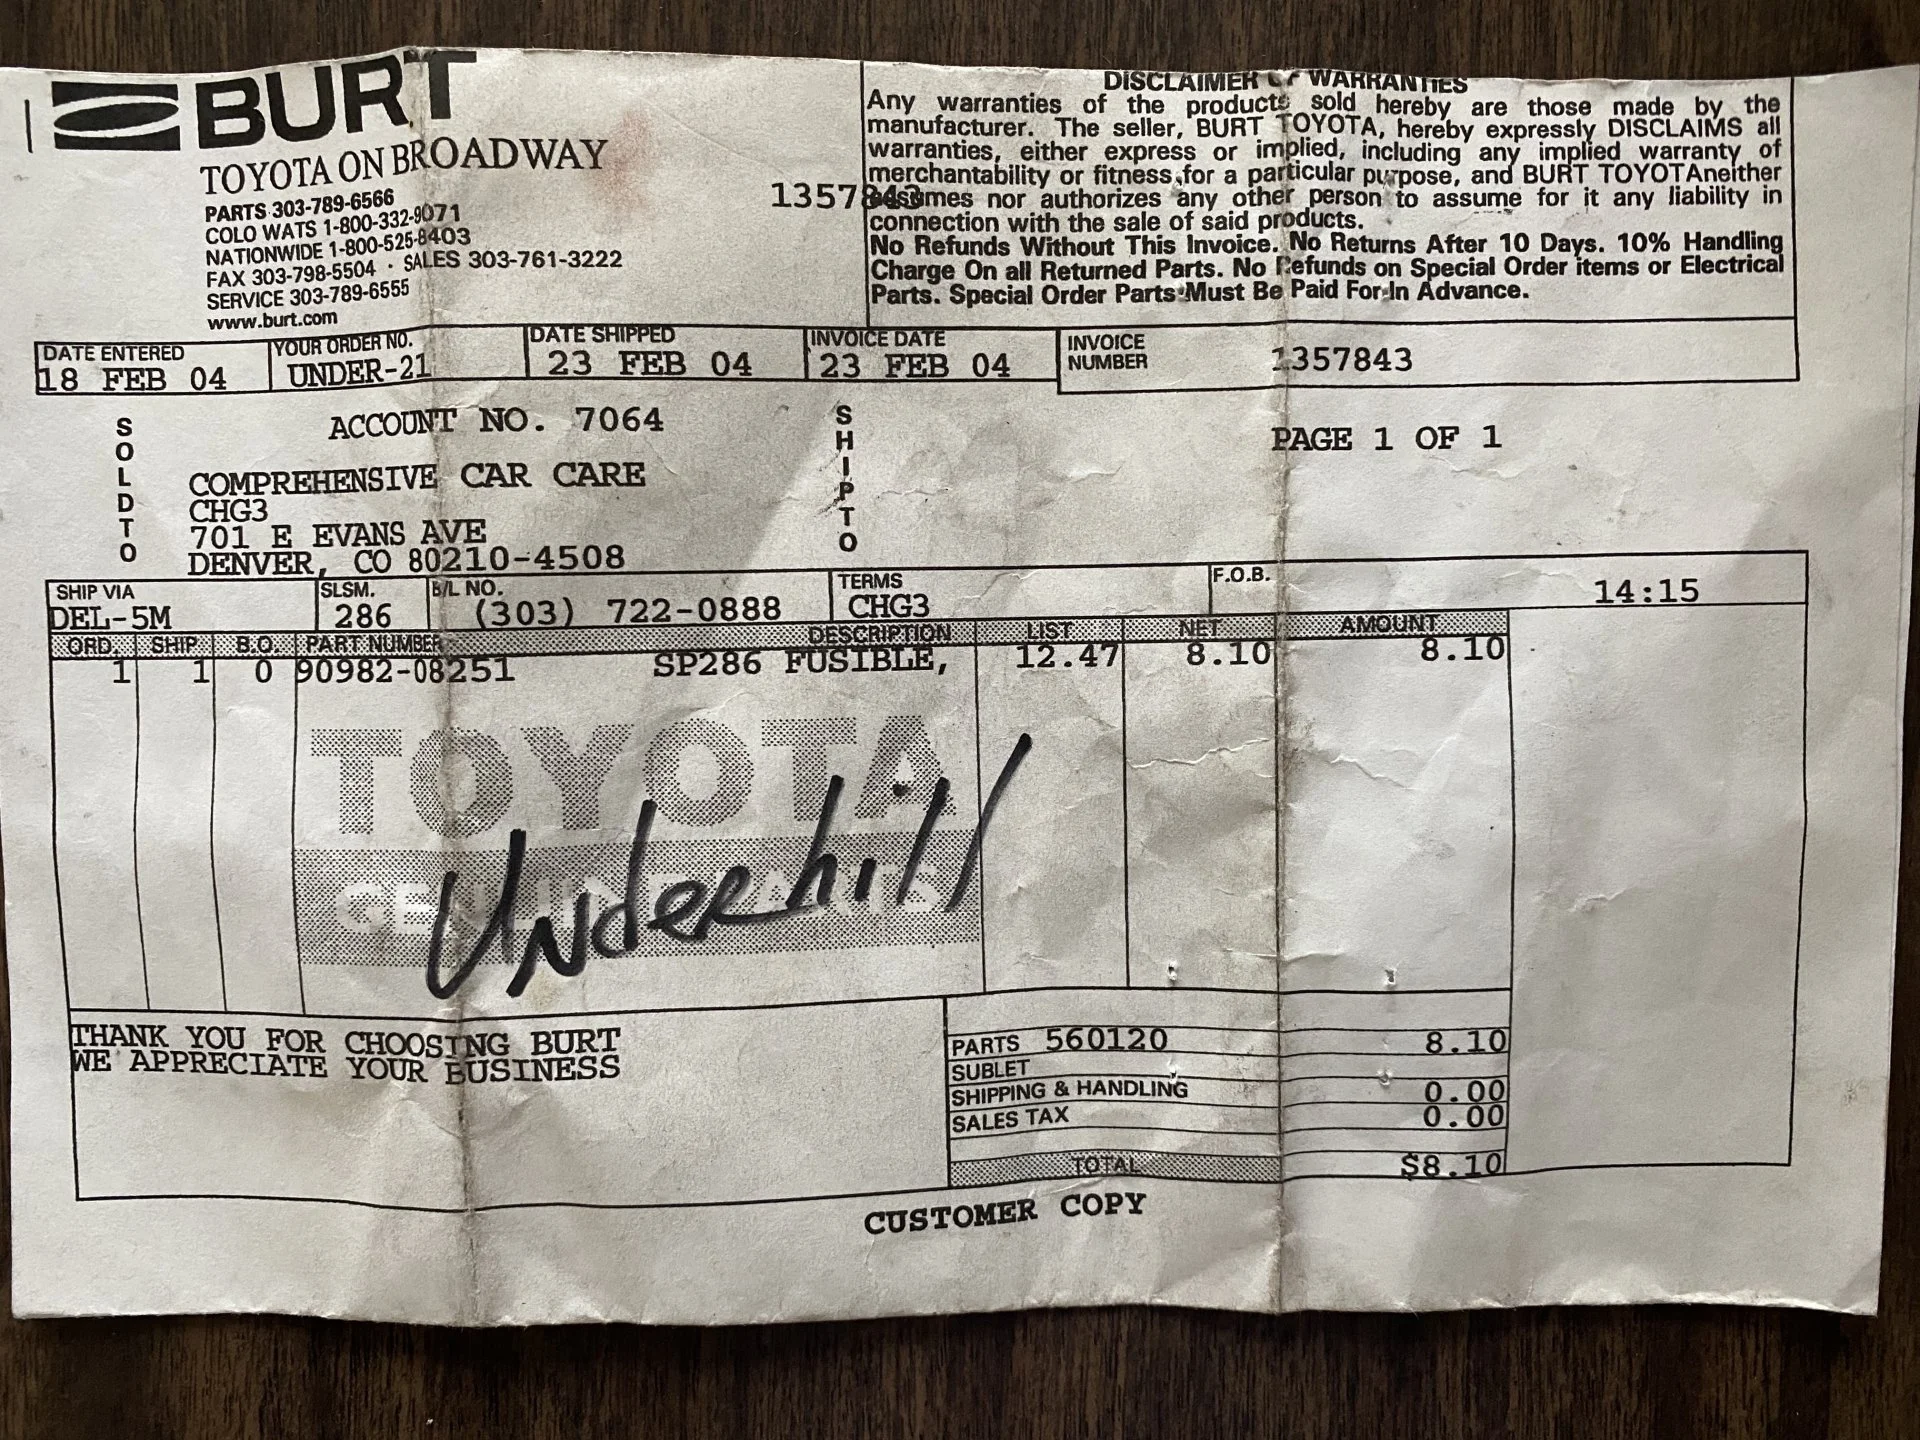 BURT
TOYOTA ON BROADWAY
PARTS 303-789-6566
COLO WATS 1-800-332-9071
NATIONWIDE 1-800-525-8403
FAX 303-798-5504 · SALES 303-761-3222
SERVICE 303-789-6555
www.burt.com
1357843
DISCLAIMER OF WARRANTIES
Any warranties of the products sold hereby are those made by the
manufacturer. The seller, BURT TOYOTA, hereby expressly DISCLAIMS all
warranties, either express or implied, including any implied warranty of
merchantability or fitness for a particular purpose, and BURT TOYOTA neither
assumes nor authorizes any other person to assume for it any liability in
connection with the sale of said products.
No Refunds Without This Invoice. No Returns After 10 Days. 10% Handling
Charge On all Returned Parts. No Refunds on Special Order items or Electrical
Parts. Special Order Parts Must Be Paid For In Advance.
DATE ENTERED YOUR ORDER NO. DATE SHIPPED INVOICE DATE INVOICE NUMBER
18 FEB 04 UNDER-21 23 FEB 04 23 FEB 04 1357843
SOLD TO
ACCOUNT NO. 7064
SHIP TO
PAGE 1 OF 1
COMPREHENSIVE CAR CARE
CHG3
701 E EVANS AVE
DENVER, CO 80210-4508
SHIP VIA SLSM. B/L NO. TERMS F.O.B.
DEL-5M 286 (303) 722-0888 CHG3 14:15
ORD. SHIP B.O. PART NUMBER DESCRIPTION LIST NET AMOUNT
1 1 0 90982-08251 SP286 FUSIBLE, 12.47 8.10 8.10
TOYOTA
GENUINE PARTS
Underhill
THANK YOU FOR CHOOSING BURT
WE APPRECIATE YOUR BUSINESS
PARTS 560120 8.10
SUBLET
SHIPPING & HANDLING 0.00
SALES TAX 0.00
TOTAL $8.10
CUSTOMER COPY